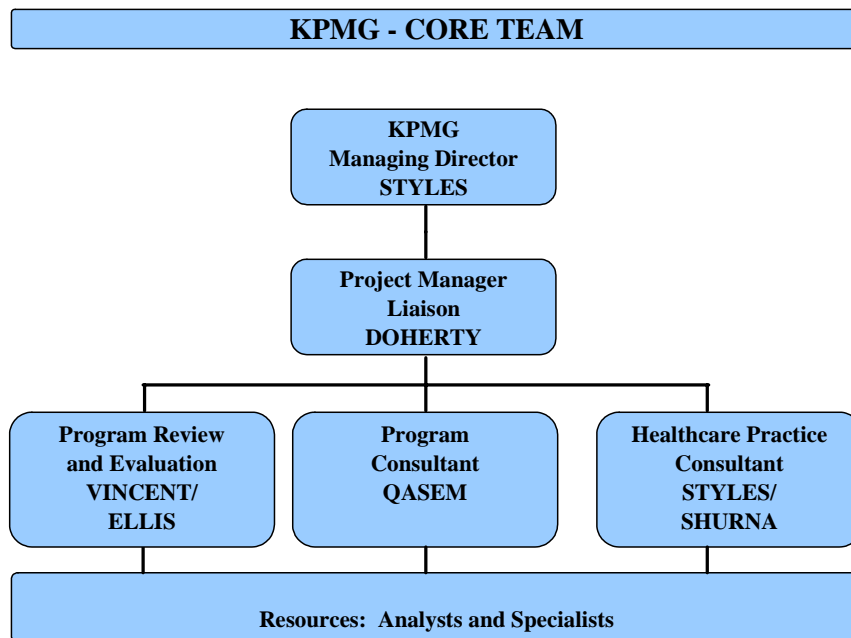 KPMG - CORE TEAM
KPMG
Managing Director
STYLES
Project Manager
Liaison
DOHERTY
Program Review
and Evaluation
VINCENT/
ELLIS
Program
Consultant
QASEM
Healthcare Practice
Consultant
STYLES/
SHURNA
Resources:  Analysts and Specialists